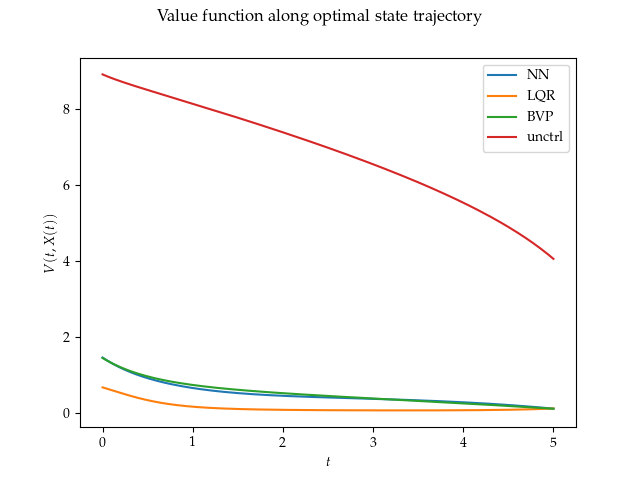 Value function along optimal state trajectory
NN
LQR
BVP
unctrl
V(t, X(t))
8
6
4
2
0
0 1 2 3 4 5
t